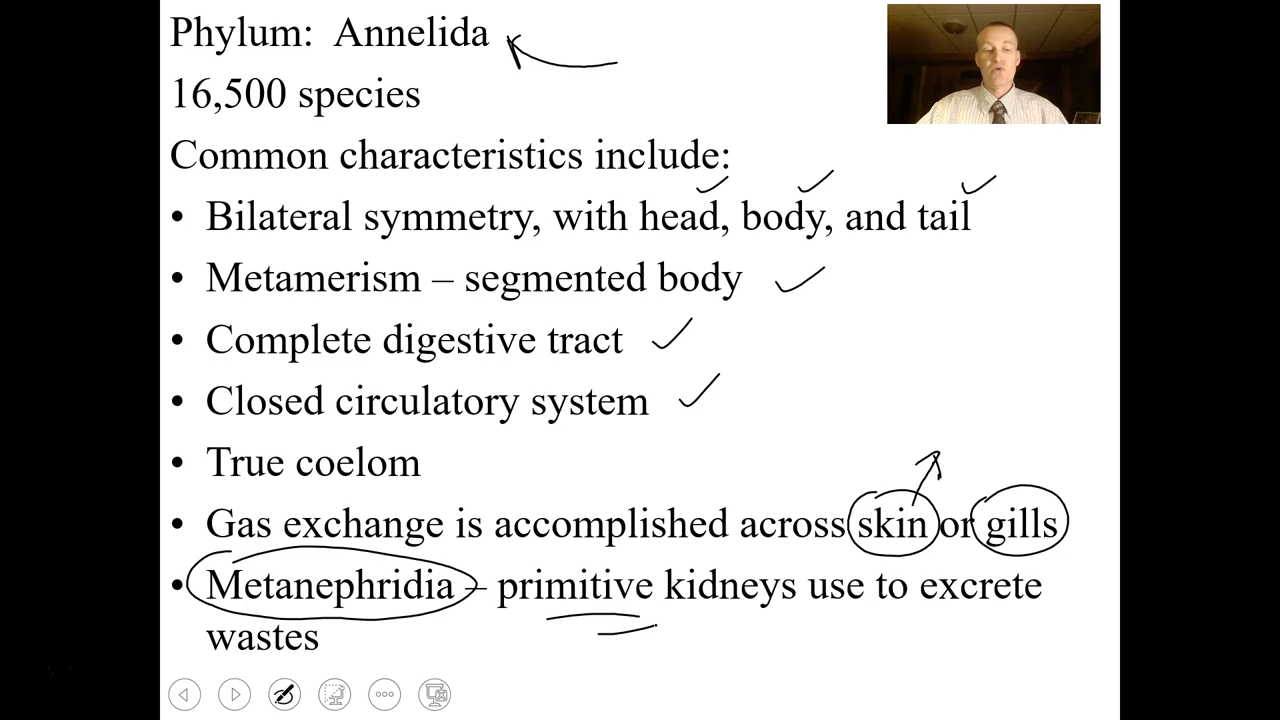 Phylum:  Annelida
16,500 species
Common characteristics include:
• Bilateral symmetry, with head, body, and tail
• Metamerism – segmented body
• Complete digestive tract
• Closed circulatory system
• True coelom
• Gas exchange is accomplished across skin or gills
• Metanephridia – primitive kidneys use to excrete
wastes